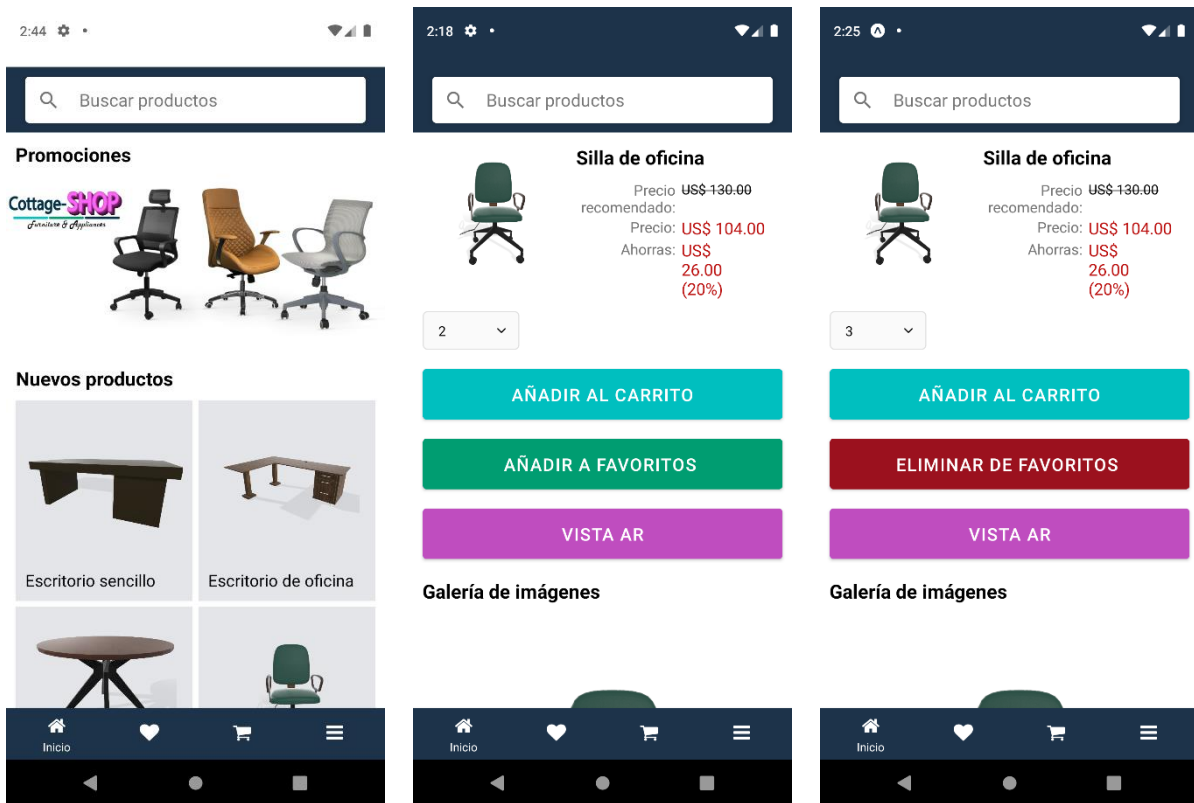 2:44
Buscar productos
Promociones
Cottage-SHOP
Furniture & Appliances
Nuevos productos
Escritorio sencillo
Escritorio de oficina
Inicio
2:18
Buscar productos
Silla de oficina
Precio recomendado: US$ 130.00
Precio: US$ 104.00
Ahorras: US$
26.00
(20%)
2
AÑADIR AL CARRITO
AÑADIR A FAVORITOS
VISTA AR
Galería de imágenes
Inicio
2:25
Buscar productos
Silla de oficina
Precio recomendado: US$ 130.00
Precio: US$ 104.00
Ahorras: US$
26.00
(20%)
3
AÑADIR AL CARRITO
ELIMINAR DE FAVORITOS
VISTA AR
Galería de imágenes
Inicio